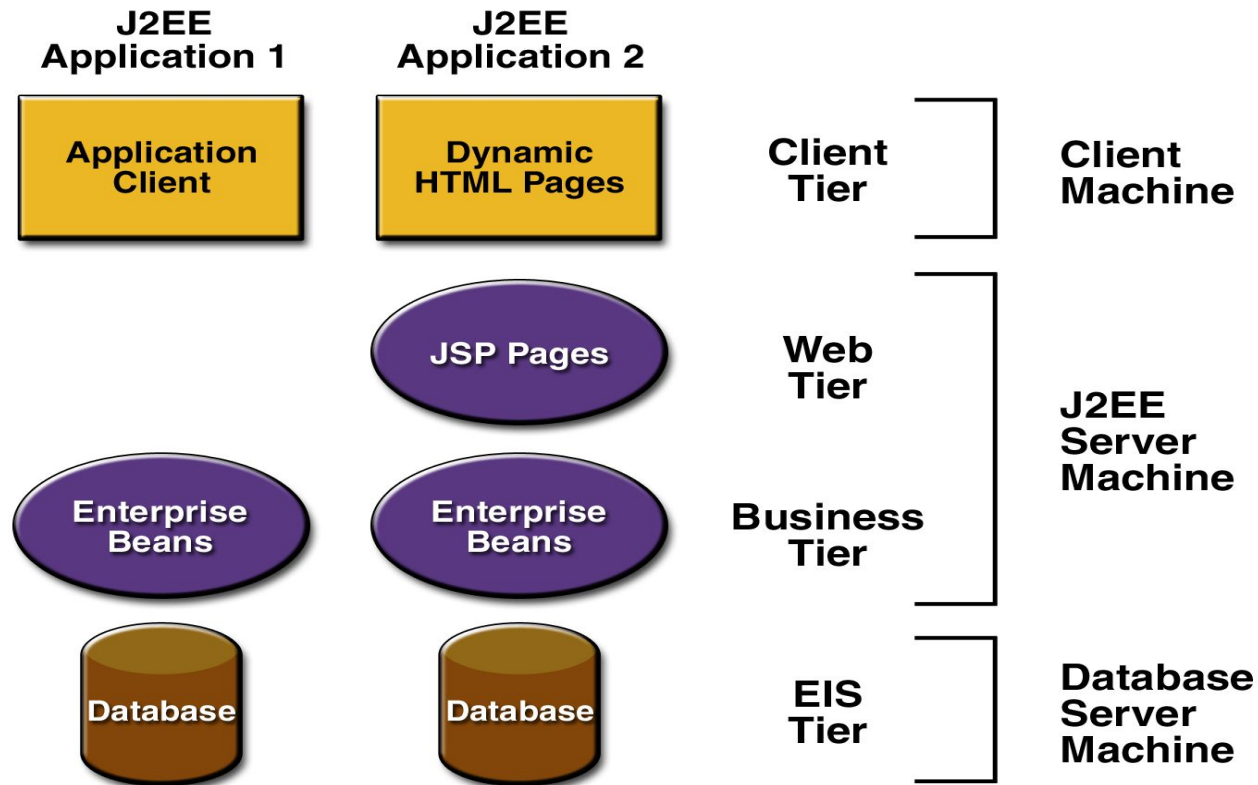 J2EE
Application 1
J2EE
Application 2
Application
Client
Dynamic
HTML Pages
Client
Tier
Client
Machine
JSP Pages
Web
Tier
J2EE
Server
Machine
Enterprise
Beans
Enterprise
Beans
Business
Tier
Database
Database
EIS
Tier
Database
Server
Machine